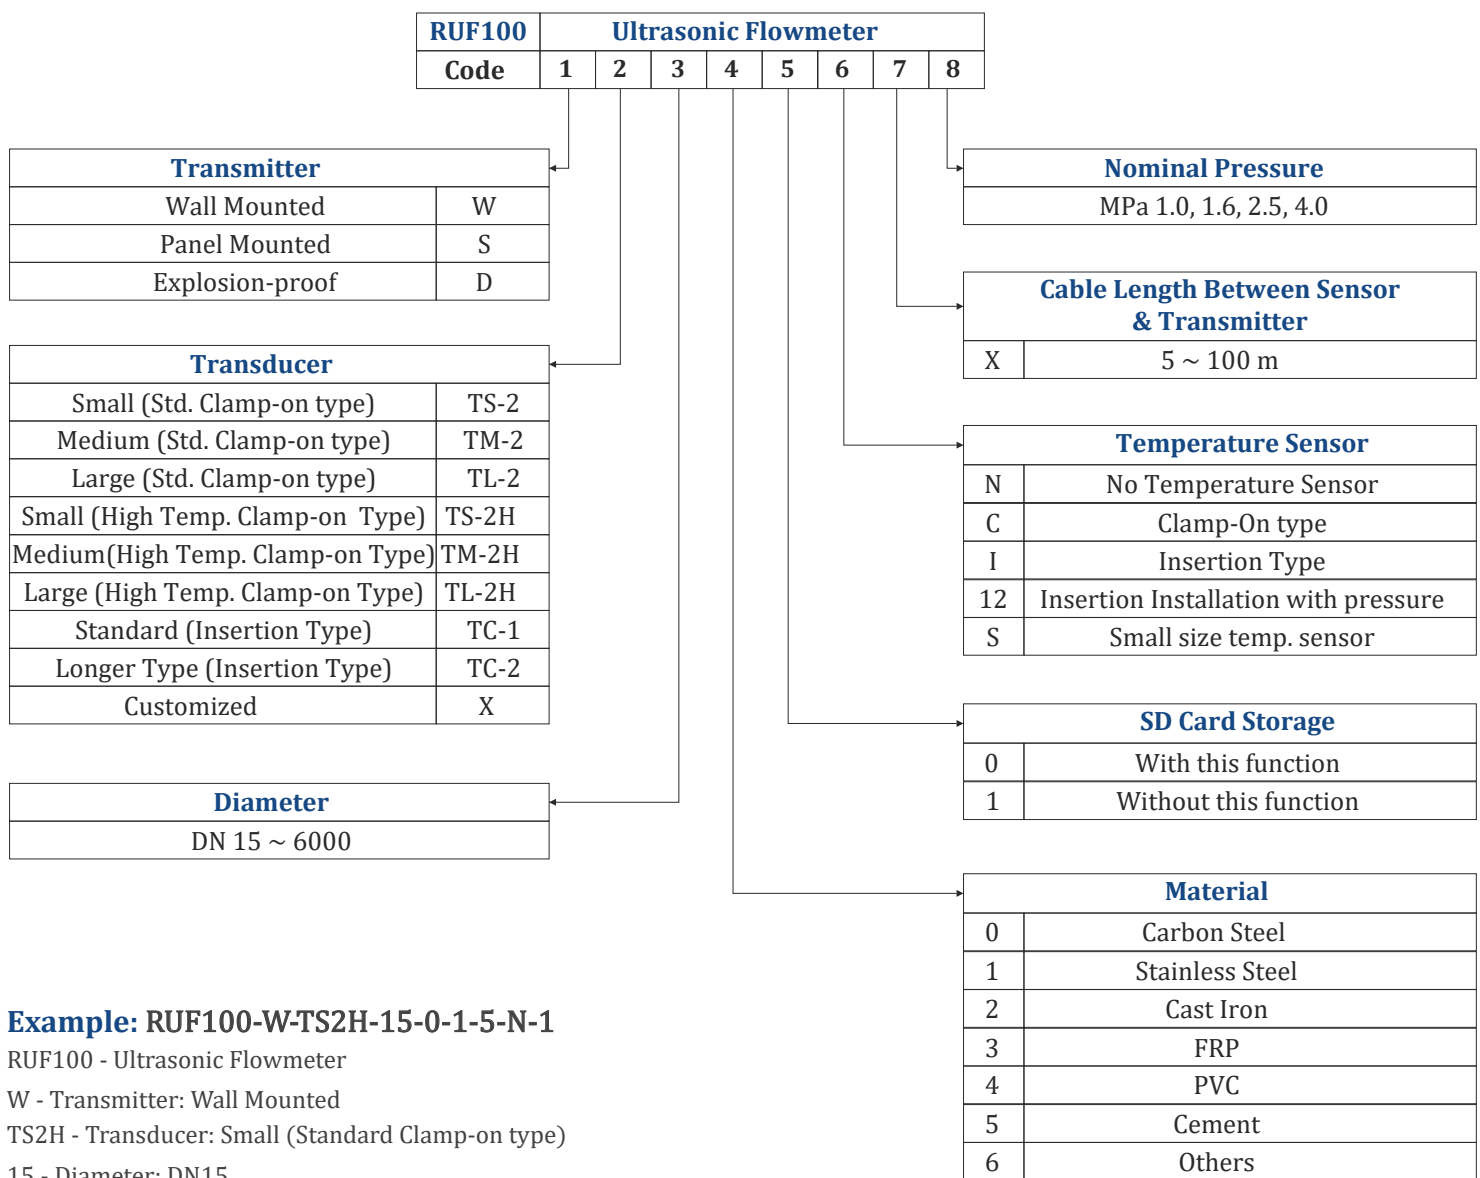 RUF100 Ultrasonic Flowmeter
Code 1 2 3 4 5 6 7 8
Transmitter
Wall Mounted W
Panel Mounted S
Explosion-proof D
Transducer
Small (Std. Clamp-on type) TS-2
Medium (Std. Clamp-on type) TM-2
Large (Std. Clamp-on type) TL-2
Small (High Temp. Clamp-on Type) TS-2H
Medium(High Temp. Clamp-on Type) TM-2H
Large (High Temp. Clamp-on Type) TL-2H
Standard (Insertion Type) TC-1
Longer Type (Insertion Type) TC-2
Customized X
Diameter
DN 15 ~ 6000
Nominal Pressure
MPa 1.0, 1.6, 2.5, 4.0
Cable Length Between Sensor
& Transmitter
X 5 ~ 100 m
Temperature Sensor
N No Temperature Sensor
C Clamp-On type
I Insertion Type
12 Insertion Installation with pressure
S Small size temp. sensor
SD Card Storage
0 With this function
1 Without this function
Material
0 Carbon Steel
1 Stainless Steel
2 Cast Iron
3 FRP
4 PVC
5 Cement
6 Others
Example: RUF100-W-TS2H-15-0-1-5-N-1
RUF100 - Ultrasonic Flowmeter
W - Transmitter: Wall Mounted
TS2H - Transducer: Small (Standard Clamp-on type)
15 - Diameter: DN15